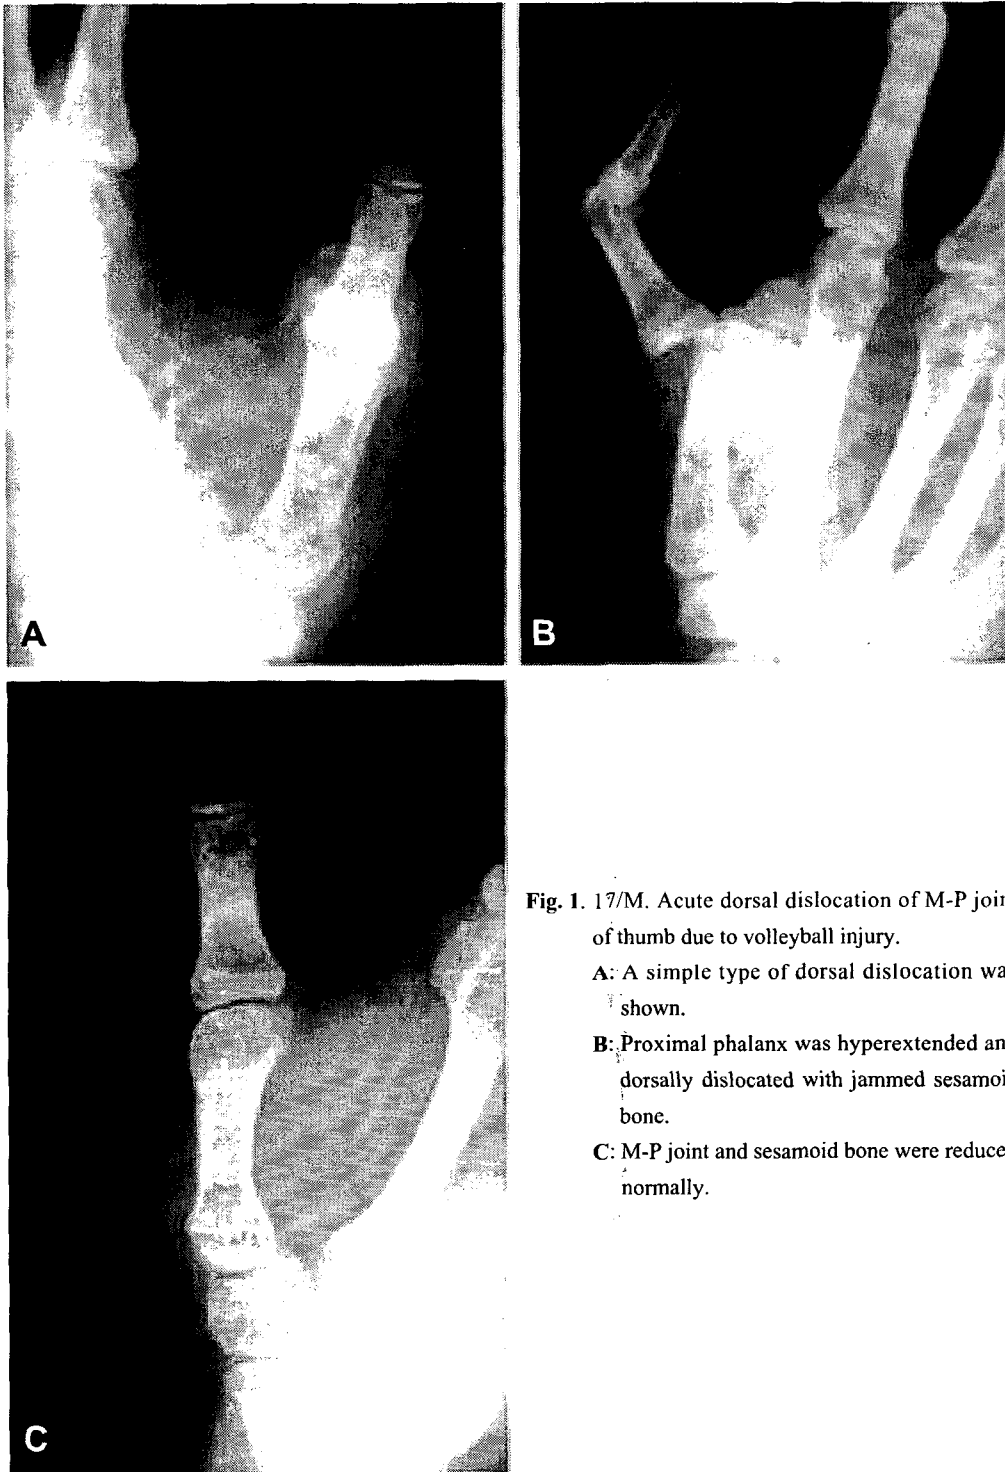 A
B
C
Fig. 1. 17/M. Acute dorsal dislocation of M-P join
of thumb due to volleyball injury.
A: A simple type of dorsal dislocation wa
shown.
B: Proximal phalanx was hyperextended an
dorsally dislocated with jammed sesamoi
bone.
C: M-P joint and sesamoid bone were reduce
normally.